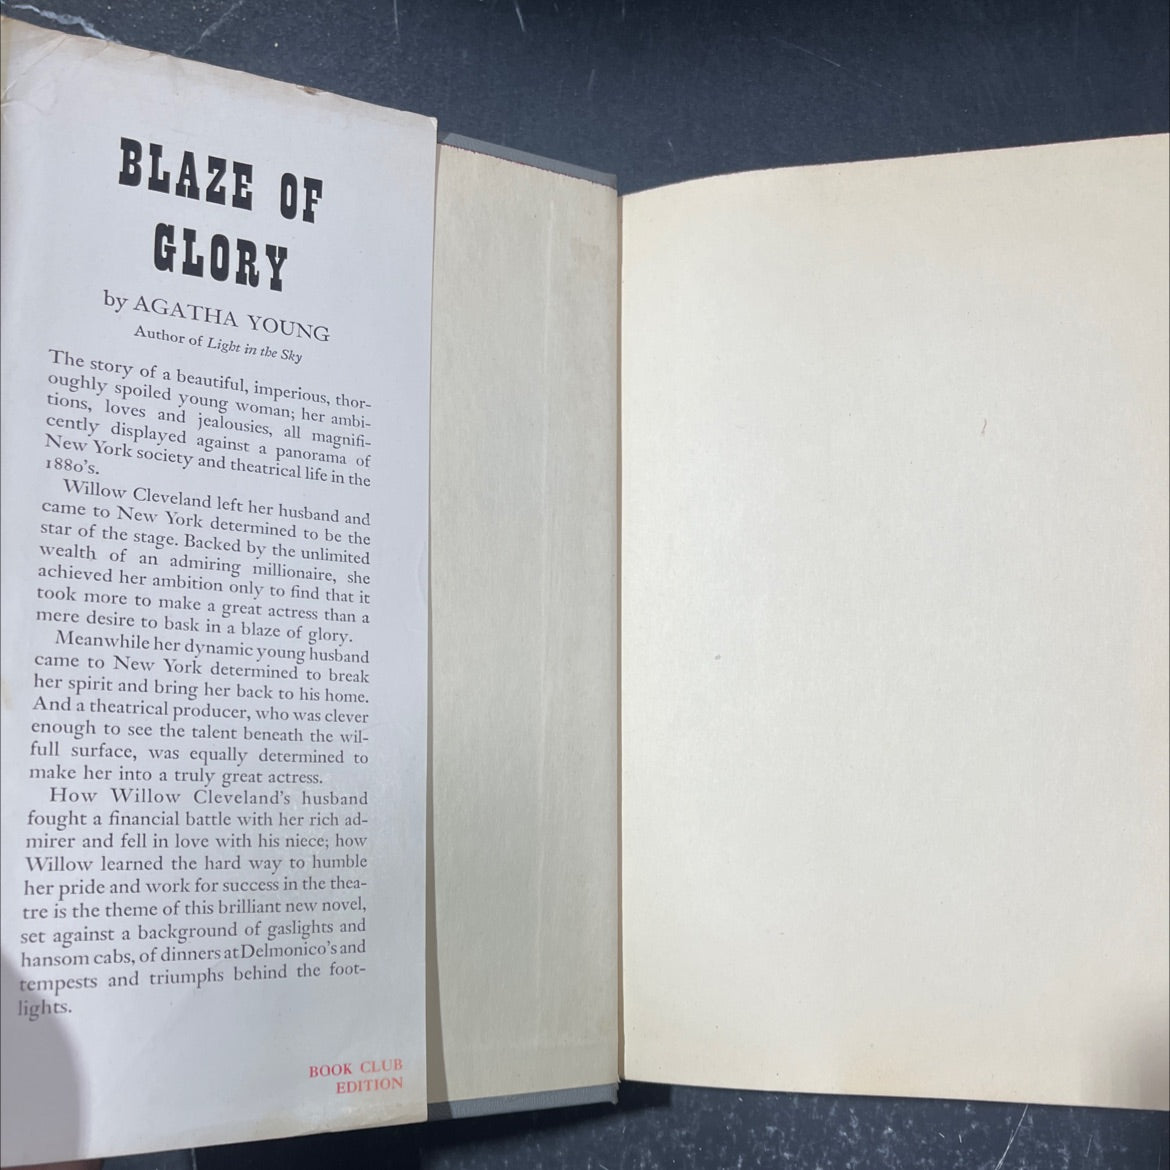 BLAZE OF
GLORY
by AGATHA YOUNG
Author of Light in the Sky
The story of a beautiful, imperious, thor-
oughly spoiled young woman; her ambi-
tions, loves and jealousies, all magnifi-
cently displayed against a panorama of
New York society and theatrical life in the
1880's.
Willow Cleveland left her husband and
came to New York determined to be the
star of the stage. Backed by the unlimited
wealth of an admiring millionaire, she
achieved her ambition only to find that it
took more to make a great actress than a
mere desire to bask in a blaze of glory.
Meanwhile her dynamic young husband
came to New York determined to break
her spirit and bring her back to his home.
And a theatrical producer, who was clever
enough to see the talent beneath the wil-
full surface, was equally determined to
make her into a truly great actress.
How Willow Cleveland's husband
fought a financial battle with her rich ad-
mirer and fell in love with his niece; how
Willow learned the hard way to humble
her pride and work for success in the thea-
tre is the theme of this brilliant new novel,
set against a background of gaslights and
hansom cabs, of dinners at Delmonico's and
tempests and triumphs behind the foot-
lights.
BOOK CLUB
EDITION